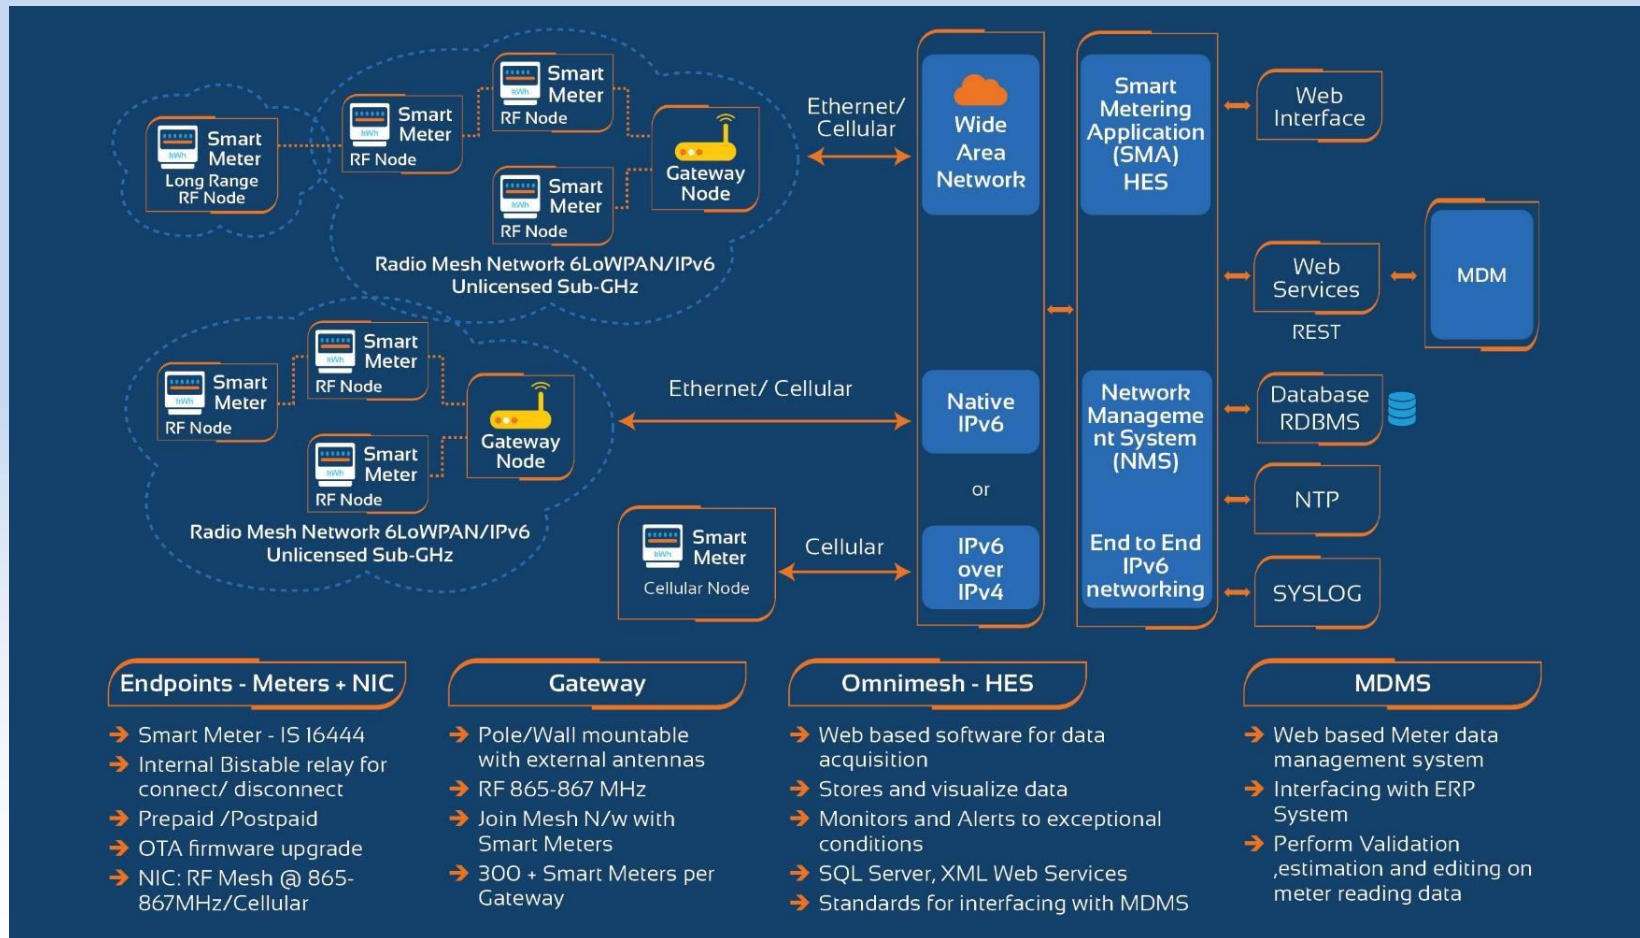 Smart
Meter
Long Range
RF Node
kWh
Smart
Meter
RF Node
kWh
Smart
Meter
RF Node
kWh
Smart
Meter
RF Node
kWh
Gateway
Node
Radio Mesh Network 6LoWPAN/IPv6
Unlicensed Sub-GHz
Ethernet/
Cellular
Smart
Meter
RF Node
kWh
Smart
Meter
RF Node
kWh
Smart
Meter
RF Node
kWh
Gateway
Node
Radio Mesh Network 6LoWPAN/IPv6
Unlicensed Sub-GHz
Ethernet/ Cellular
Smart
Meter
kWh
Cellular Node
Cellular
Wide
Area
Network
Native
IPv6
or
IPv6
over
IPv4
Smart
Metering
Application
(SMA)
HES
Network
Manageme
nt System
(NMS)
End to End
IPv6
networking
Web
Interface
Web
Services
REST
MDM
Database
RDBMS
NTP
SYSLOG
Endpoints - Meters + NIC
Smart Meter - IS 16444
Internal Bistable relay for
connect/ disconnect
Prepaid /Postpaid
OTA firmware upgrade
NIC: RF Mesh @ 865-
867MHz/Cellular
Gateway
Pole/Wall mountable
with external antennas
RF 865-867 MHz
Join Mesh N/w with
Smart Meters
300 + Smart Meters per
Gateway
Omnimesh - HES
Web based software for data
acquisition
Stores and visualize data
Monitors and Alerts to exceptional
conditions
SQL Server, XML Web Services
Standards for interfacing with MDMS
MDMS
Web based Meter data
management system
Interfacing with ERP
System
Perform Validation
,estimation and editing on
meter reading data